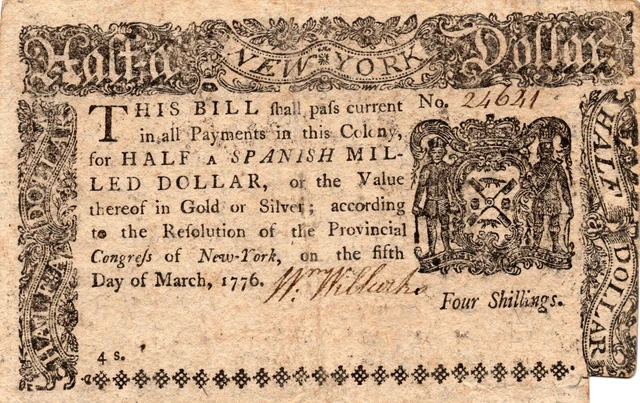 Half a
NEW-YORK
Dollar.
THIS BILL ſhall paſs current
in all Payments in this Colony,
for HALF A SPANISH MIL-
LED DOLLAR, or the Value
thereof in Gold or Silver; according
to the Reſolution of the Provincial
Congreſs of New-York, on the fifth
Day of March, 1776.
No. 24621
Four Shillings.
4 s.
HALF A DOLLAR
HALF DOLLAR